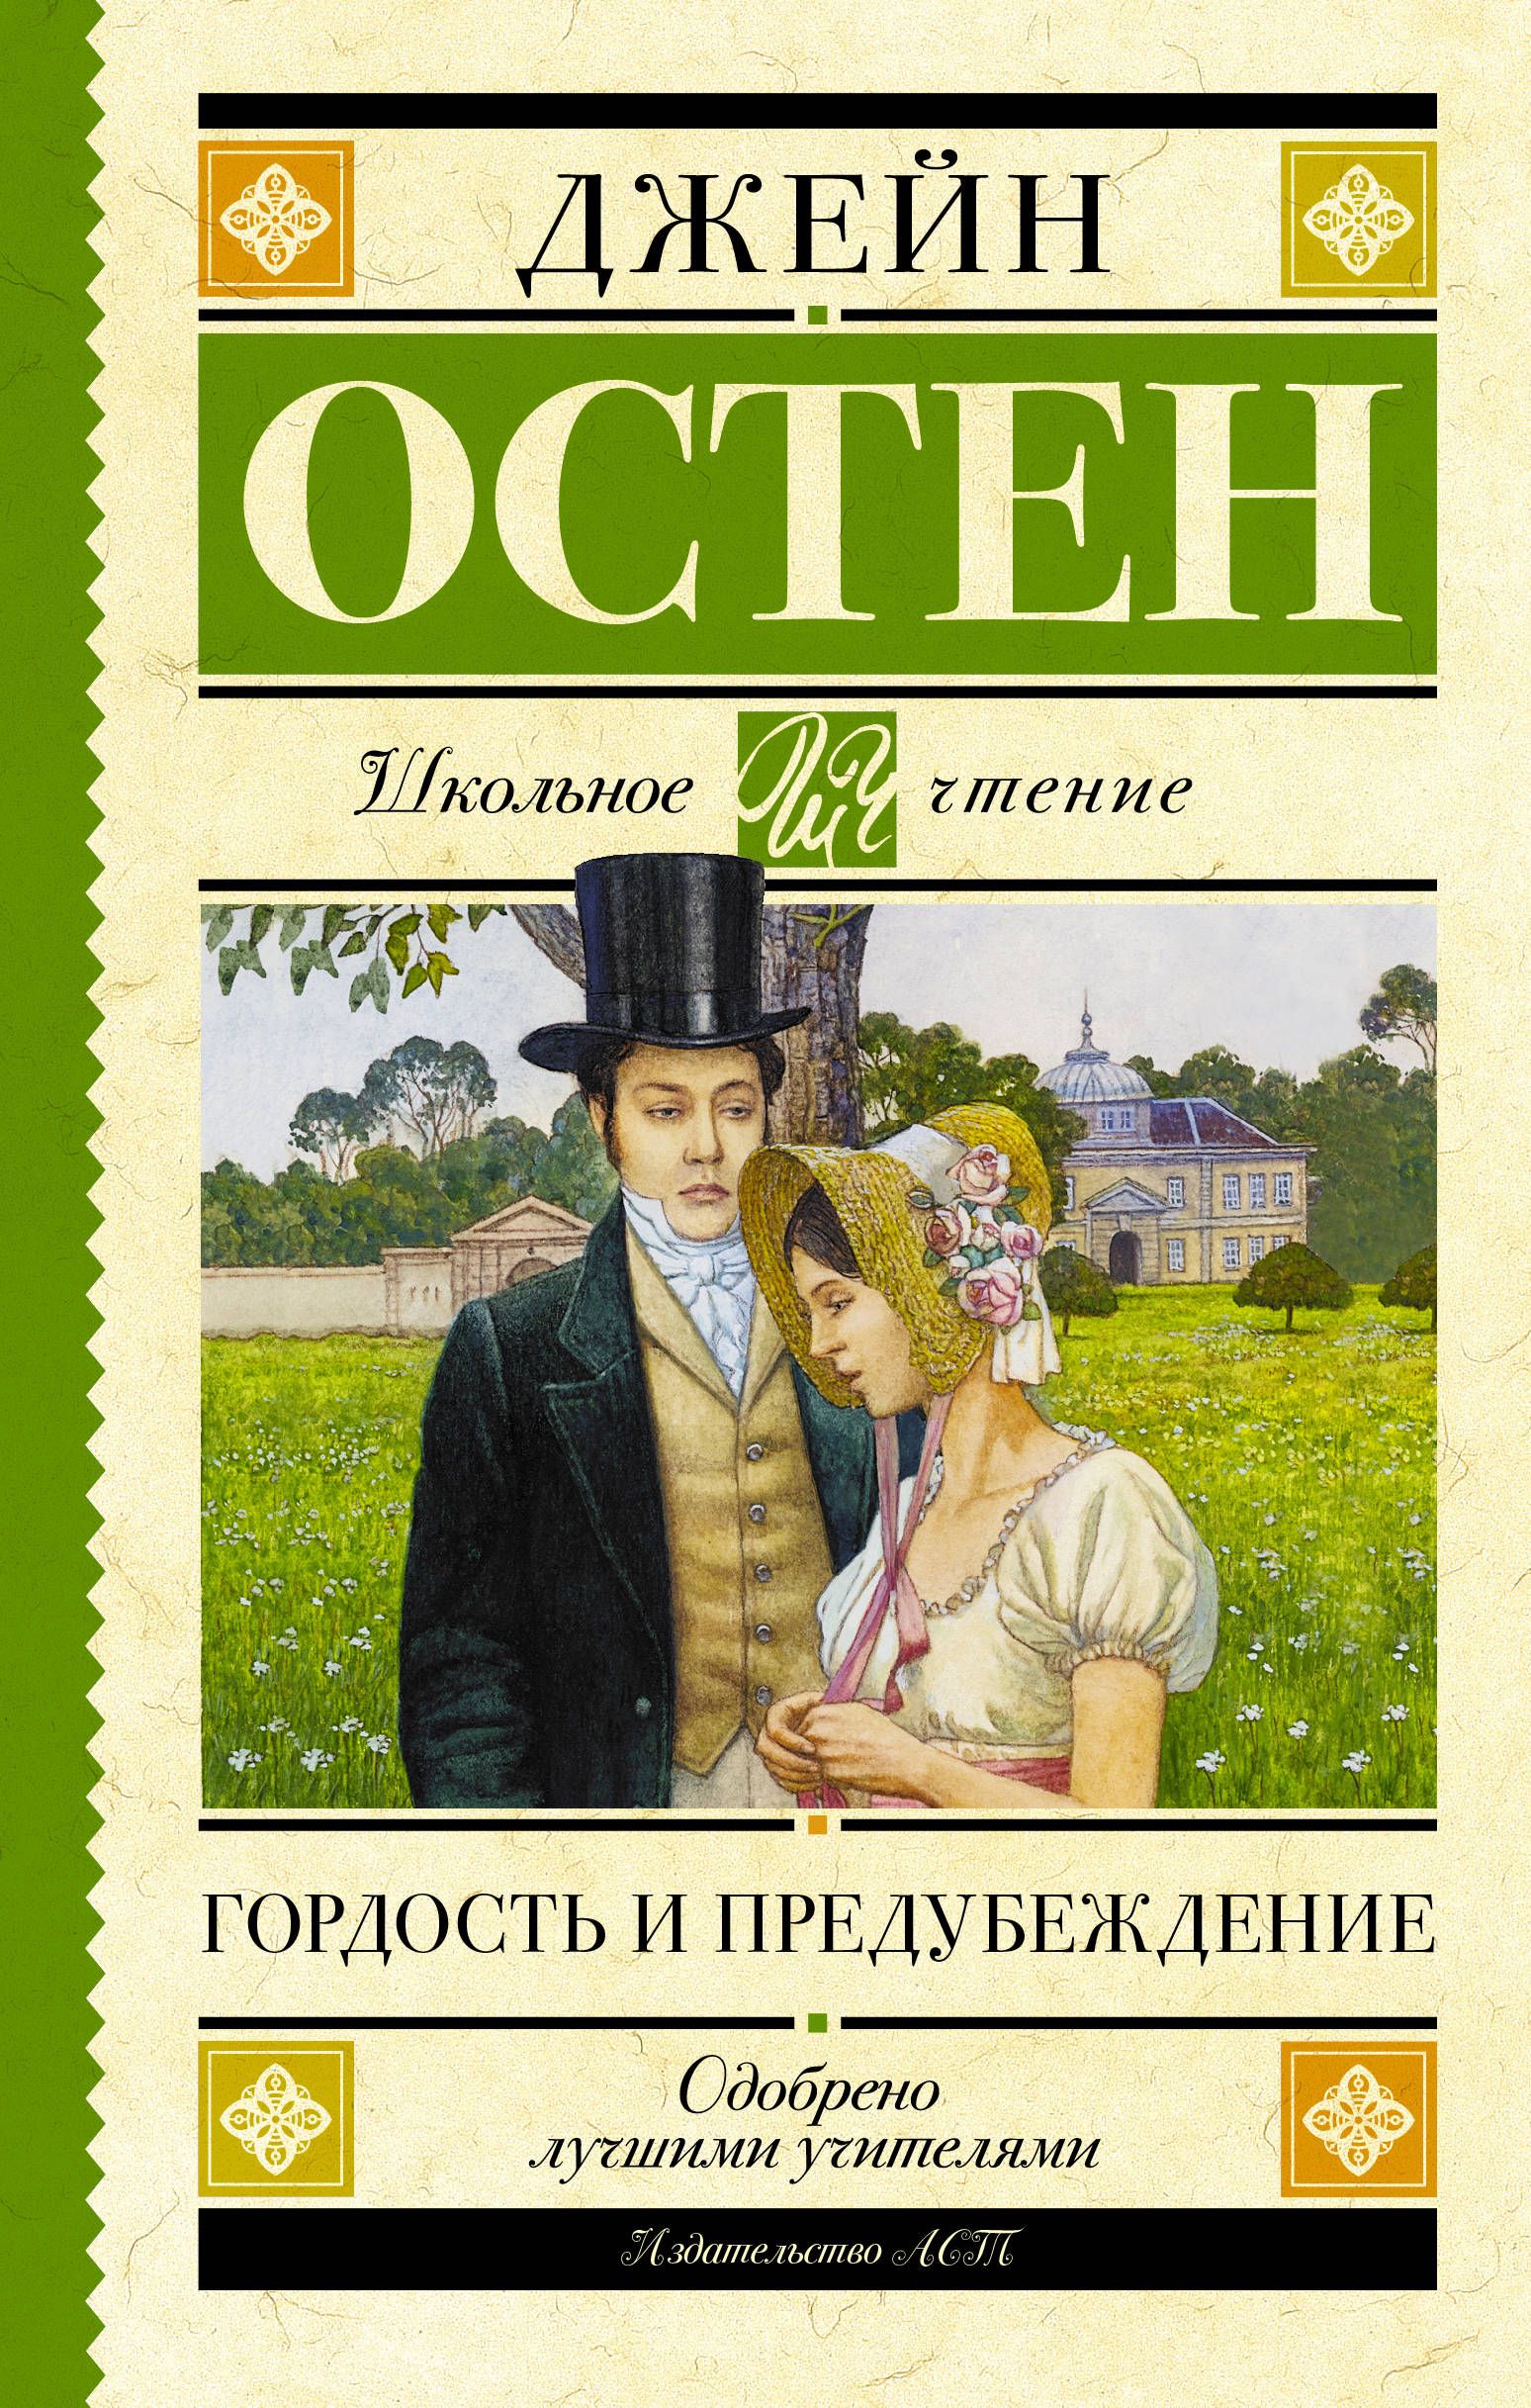 ДЖЕЙН
ОСТЕН
Школьное ШЧ чтение
ГОРДОСТЬ И ПРЕДУБЕЖДЕНИЕ
Одобрено
лучшими учителями
Издательство АСТ